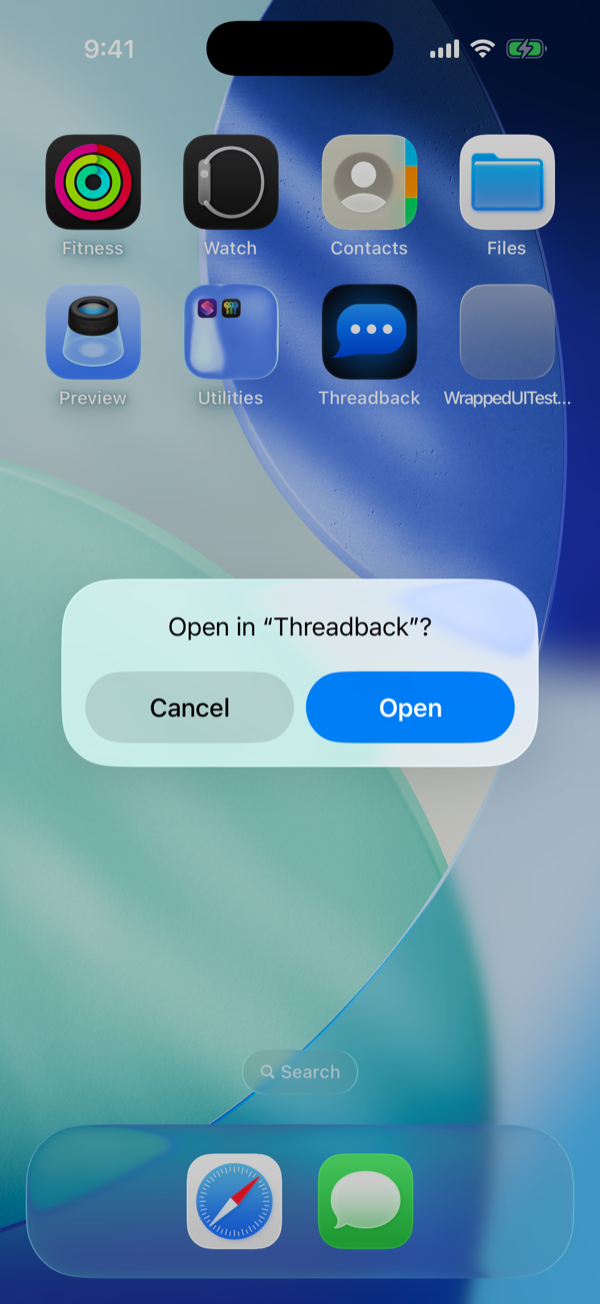 9:41
Fitness
Watch
Contacts
Files
Preview
Utilities
Threadback
WrappedUITest...
Open in “Threadback”?
Cancel
Open
Search